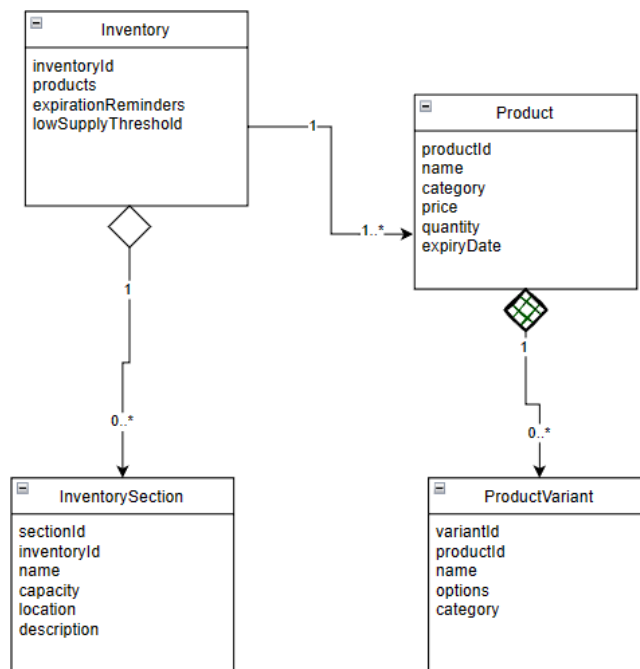 Inventory
inventoryId
products
expirationReminders
lowSupplyThreshold
1
1..*
Product
productId
name
category
price
quantity
expiryDate
1
0..*
1
0..*
InventorySection
sectionId
inventoryId
name
capacity
location
description
ProductVariant
variantId
productId
name
options
category